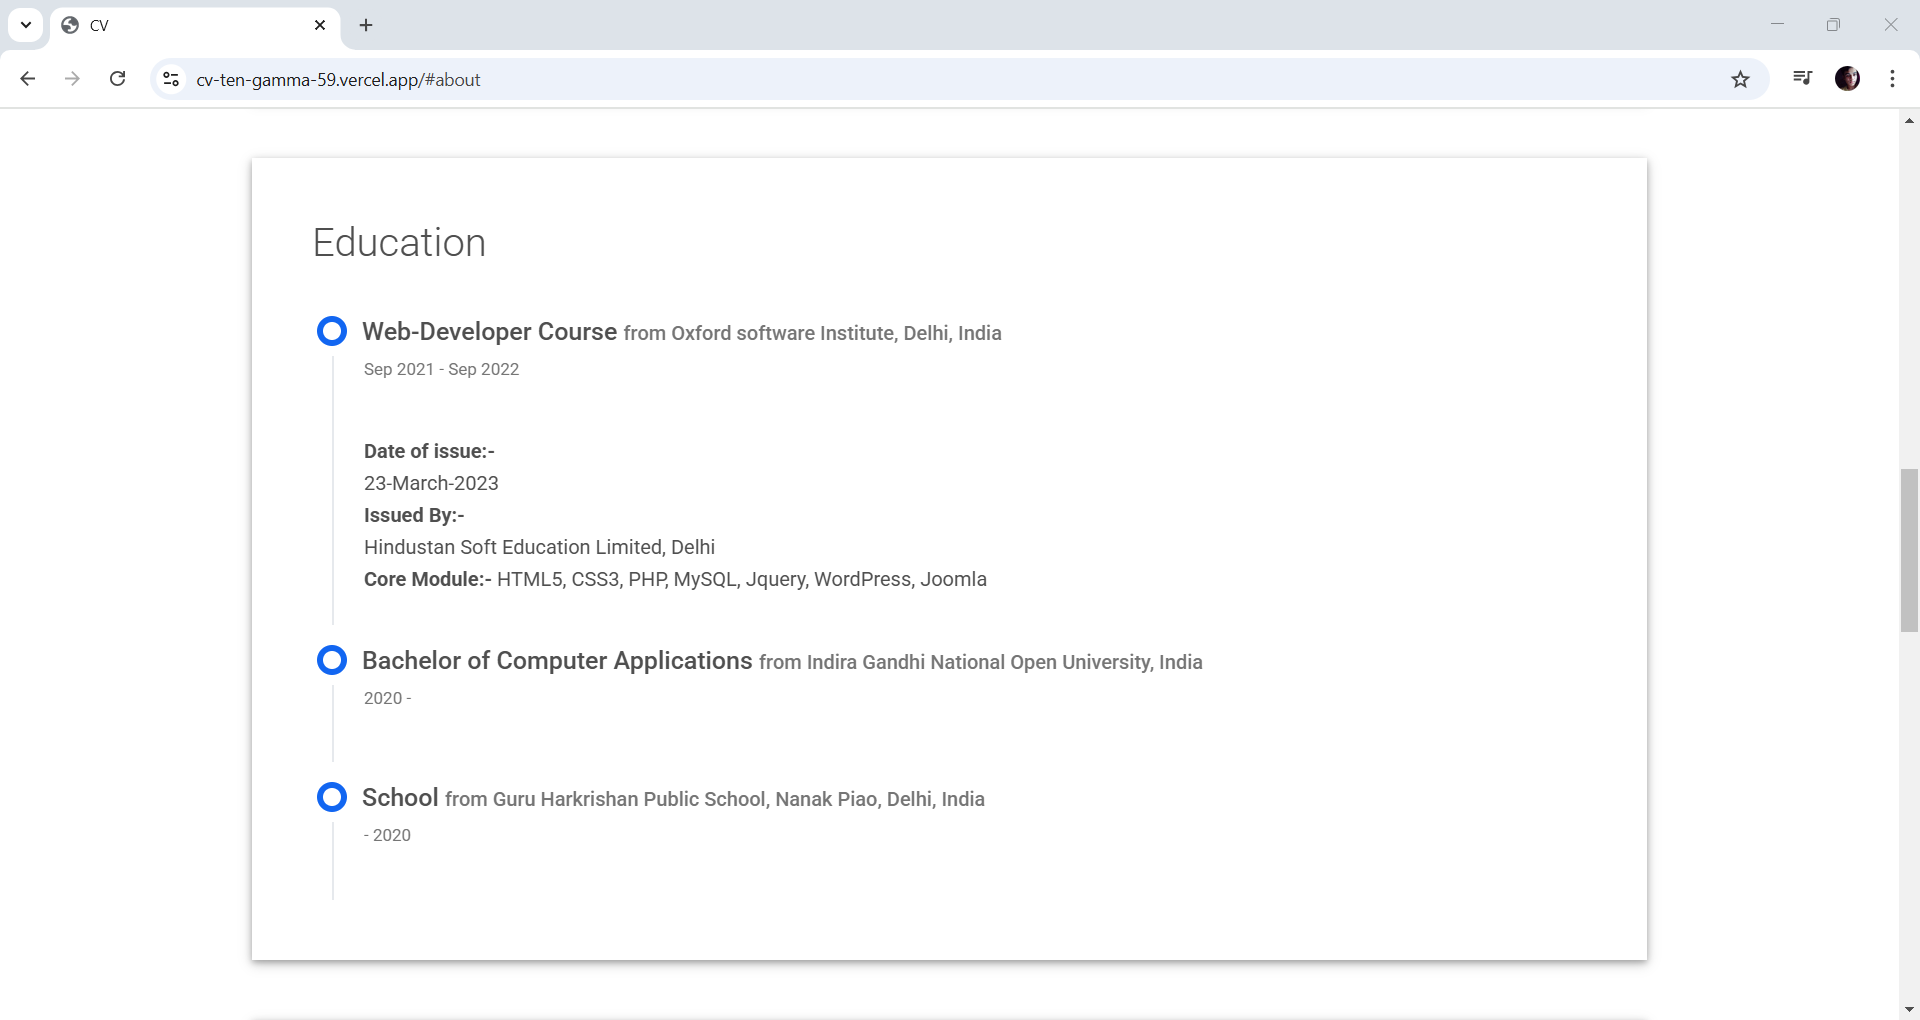 CV
cv-ten-gamma-59.vercel.app/#about
Education
Web-Developer Course from Oxford software Institute, Delhi, India
Sep 2021 - Sep 2022
Date of issue:-
23-March-2023
Issued By:-
Hindustan Soft Education Limited, Delhi
Core Module:- HTML5, CSS3, PHP, MySQL, Jquery, WordPress, Joomla
Bachelor of Computer Applications from Indira Gandhi National Open University, India
2020 -
School from Guru Harkrishan Public School, Nanak Piao, Delhi, India
- 2020